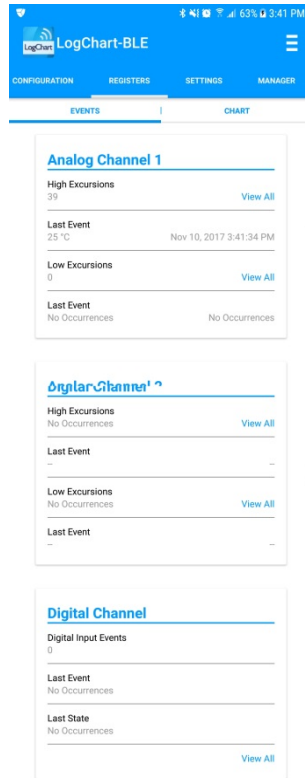 63% 3:41 PM
LogChart LogChart-BLE
CONFIGURATION REGISTERS SETTINGS MANAGER
EVENTS CHART
Analog Channel 1
High Excursions
39 View All
Last Event
25 °C Nov 10, 2017 3:41:34 PM
Low Excursions
0 View All
Last Event
No Occurrences No Occurrences
High Excursions
No Occurrences View All
Last Event
– –
Low Excursions
No Occurrences View All
Last Event
– –
Digital Channel
Digital Input Events
0
Last Event
No Occurrences
Last State
No Occurrences
View All